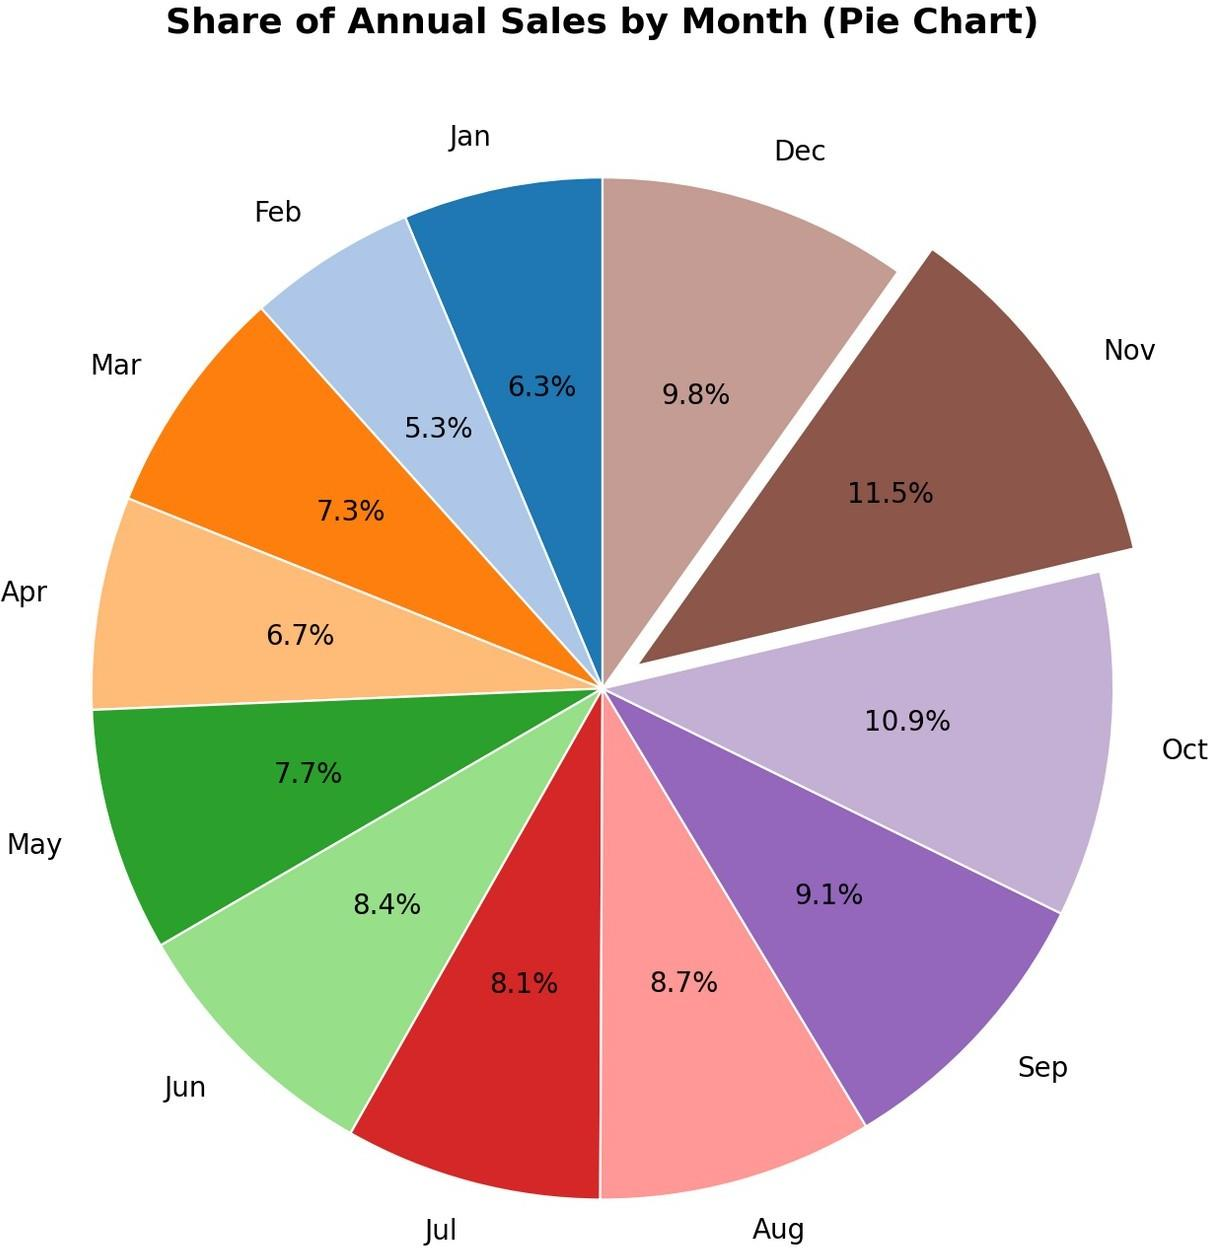 Share of Annual Sales by Month (Pie Chart)
Jan
Dec
Feb
Nov
Mar
6.3%
9.8%
5.3%
11.5%
7.3%
Apr
6.7%
10.9%
Oct
7.7%
May
8.4%
9.1%
8.1%
8.7%
Sep
Jun
Jul
Aug